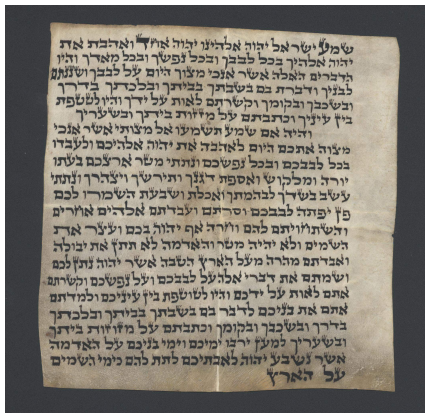 שמע ישראל יהוה אלהינו יהוה אחד ואהבת את
יהוה אלהיך בכל לבבך ובכל נפשך ובכל מאדך והיו
הדברים האלה אשר אנכי מצוך היום על לבבך ושננתם
לבניך ודברת בם בשבתך בביתך ובלכתך בדרך
ובשכבך ובקומך וקשרתם לאות על ידך והיו לטטפת
בין עיניך וכתבתם על מזזות ביתך ובשעריך
והיה אם שמע תשמעו אל מצותי אשר אנכי
מצוה אתכם היום לאהבה את יהוה אלהיכם ולעבדו
בכל לבבכם ובכל נפשכם ונתתי מטר ארצכם בעתו
יורה ומלקוש ואספת דגנך ותירשך ויצהרך ונתתי
עשב בשדך לבהמתך ואכלת ושבעת השמרו לכם
פן יפתה לבבכם וסרתם ועבדתם אלהים אחרים
והשתחויתם להם וחרה אף יהוה בכם ועצר את
השמים ולא יהיה מטר והאדמה לא תתן את יבולה
ואבדתם מהרה מעל הארץ הטבה אשר יהוה נתן לכם
ושמתם את דברי אלה על לבבכם ועל נפשכם וקשרתם
אתם לאות על ידכם והיו לטוטפת בין עיניכם ולמדתם
אתם את בניכם לדבר בם בשבתך בביתך ובלכתך
בדרך ובשכבך ובקומך וכתבתם על מזוזות ביתך
ובשעריך למען ירבו ימיכם וימי בניכם על האדמה
אשר נשבע יהוה לאבתיכם לתת להם כימי השמים
על הארץ